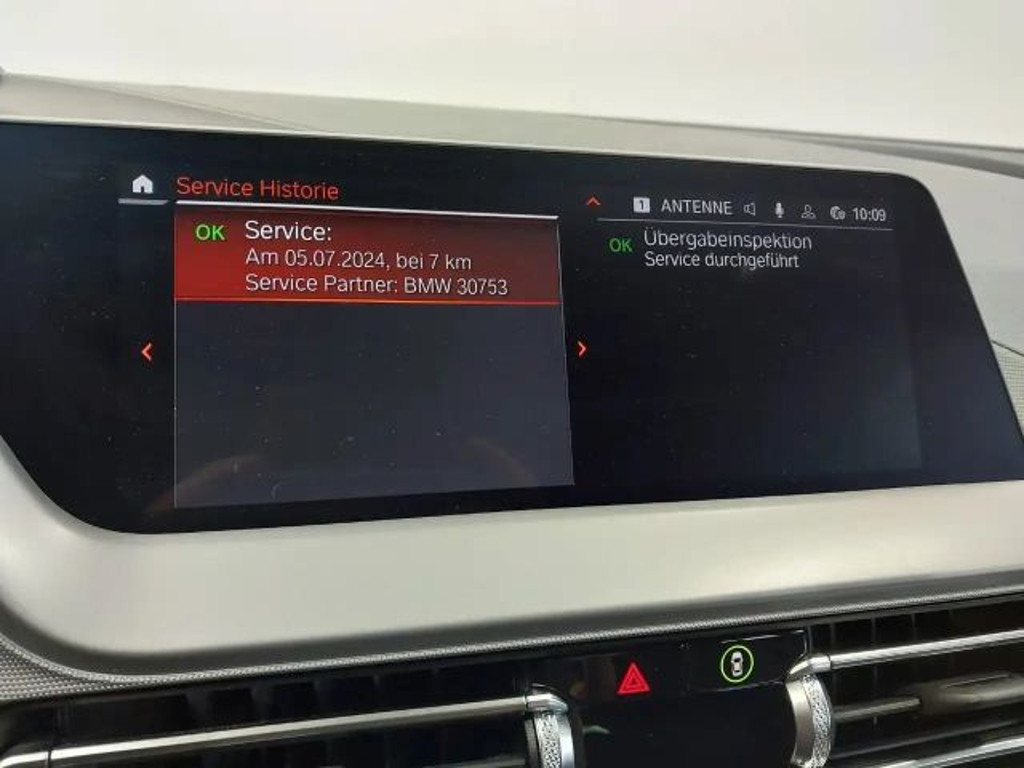 Service Historie
OK Service:
Am 05.07.2024, bei 7 km
Service Partner: BMW 30753
1 ANTENNE 10:09
OK Übergabeinspektion
Service durchgeführt